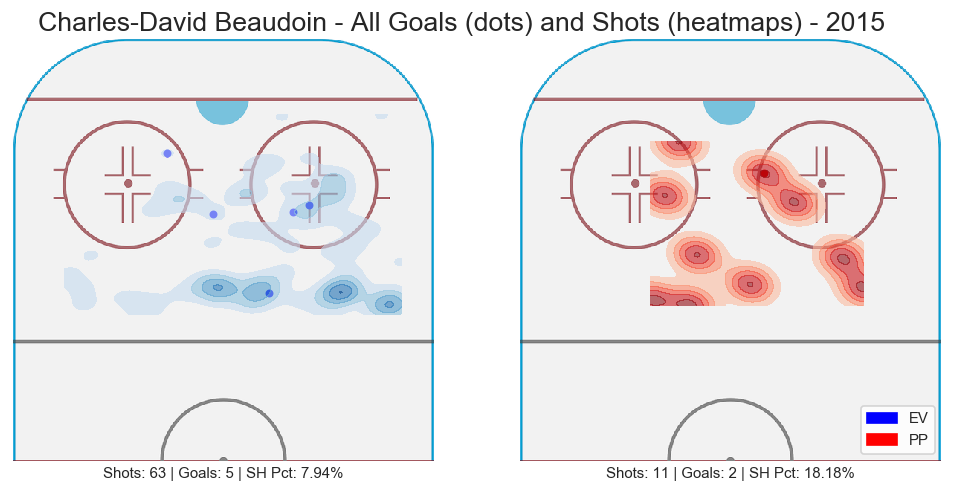 Charles-David Beaudoin - All Goals (dots) and Shots (heatmaps) - 2015
EV
PP
Shots: 63 | Goals: 5 | SH Pct: 7.94%
Shots: 11 | Goals: 2 | SH Pct: 18.18%